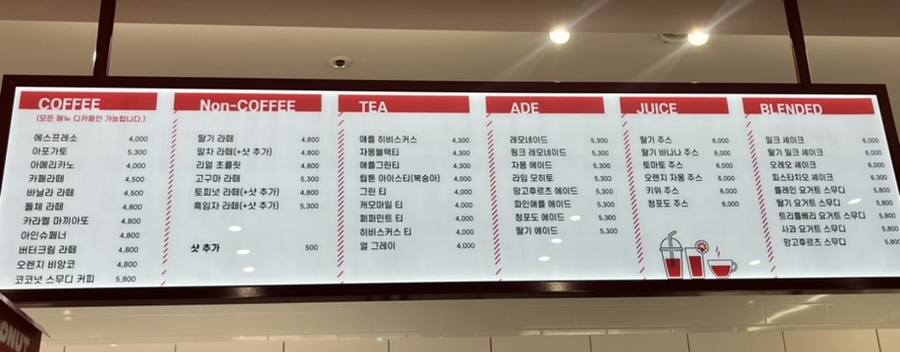 COFFEE
(모든 메뉴 디카페인 가능합니다.)
에스프레소 4,000
아포가토 5,300
아메리카노 4,000
카페라떼 4,500
바닐라 라떼 4,500
돌체 라떼 4,800
카라멜 마끼아또 4,800
아인슈페너 4,800
버터크림 라떼 4,800
오렌지 비앙코 4,800
코코넛 스무디 커피 5,800
Non-COFFEE
딸기 라떼 4,800
말차 라떼(+샷 추가) 4,800
리얼 초콜릿 4,800
고구마 라떼 5,300
토피넛 라떼(+샷 추가) 4,800
흑임자 라떼(+샷 추가) 5,300
샷 추가 500
TEA
애플 히비스커스 4,300
자몽블랙티 4,300
애플그린티 4,300
립톤 아이스티(복숭아) 4,000
그린 티 4,000
캐모마일 티 4,000
페퍼민트 티 4,000
히비스커스 티 4,000
얼 그레이 4,000
ADE
레모네이드 5,300
핑크 레모네이드 5,300
자몽 에이드 5,300
라임 모히토 5,300
망고후르츠 에이드 5,300
파인애플 에이드 5,300
청포도 에이드 5,300
딸기 에이드 5,300
JUICE
딸기 주스 6,000
딸기 바나나 주스 6,000
토마토 주스 6,000
오렌지 자몽 주스 6,000
키위 주스 6,000
청포도 주스 6,000
BLENDED
밀크 셰이크 6,000
딸기 밀크 셰이크 6,000
오레오 셰이크 6,000
피스타치오 셰이크 6,300
플레인 요거트 스무디 5,800
딸기 요거트 스무디 5,800
트리플베리 요거트 스무디 5,800
사과 요거트 스무디 5,800
망고후르츠 스무디 5,800
ONUT